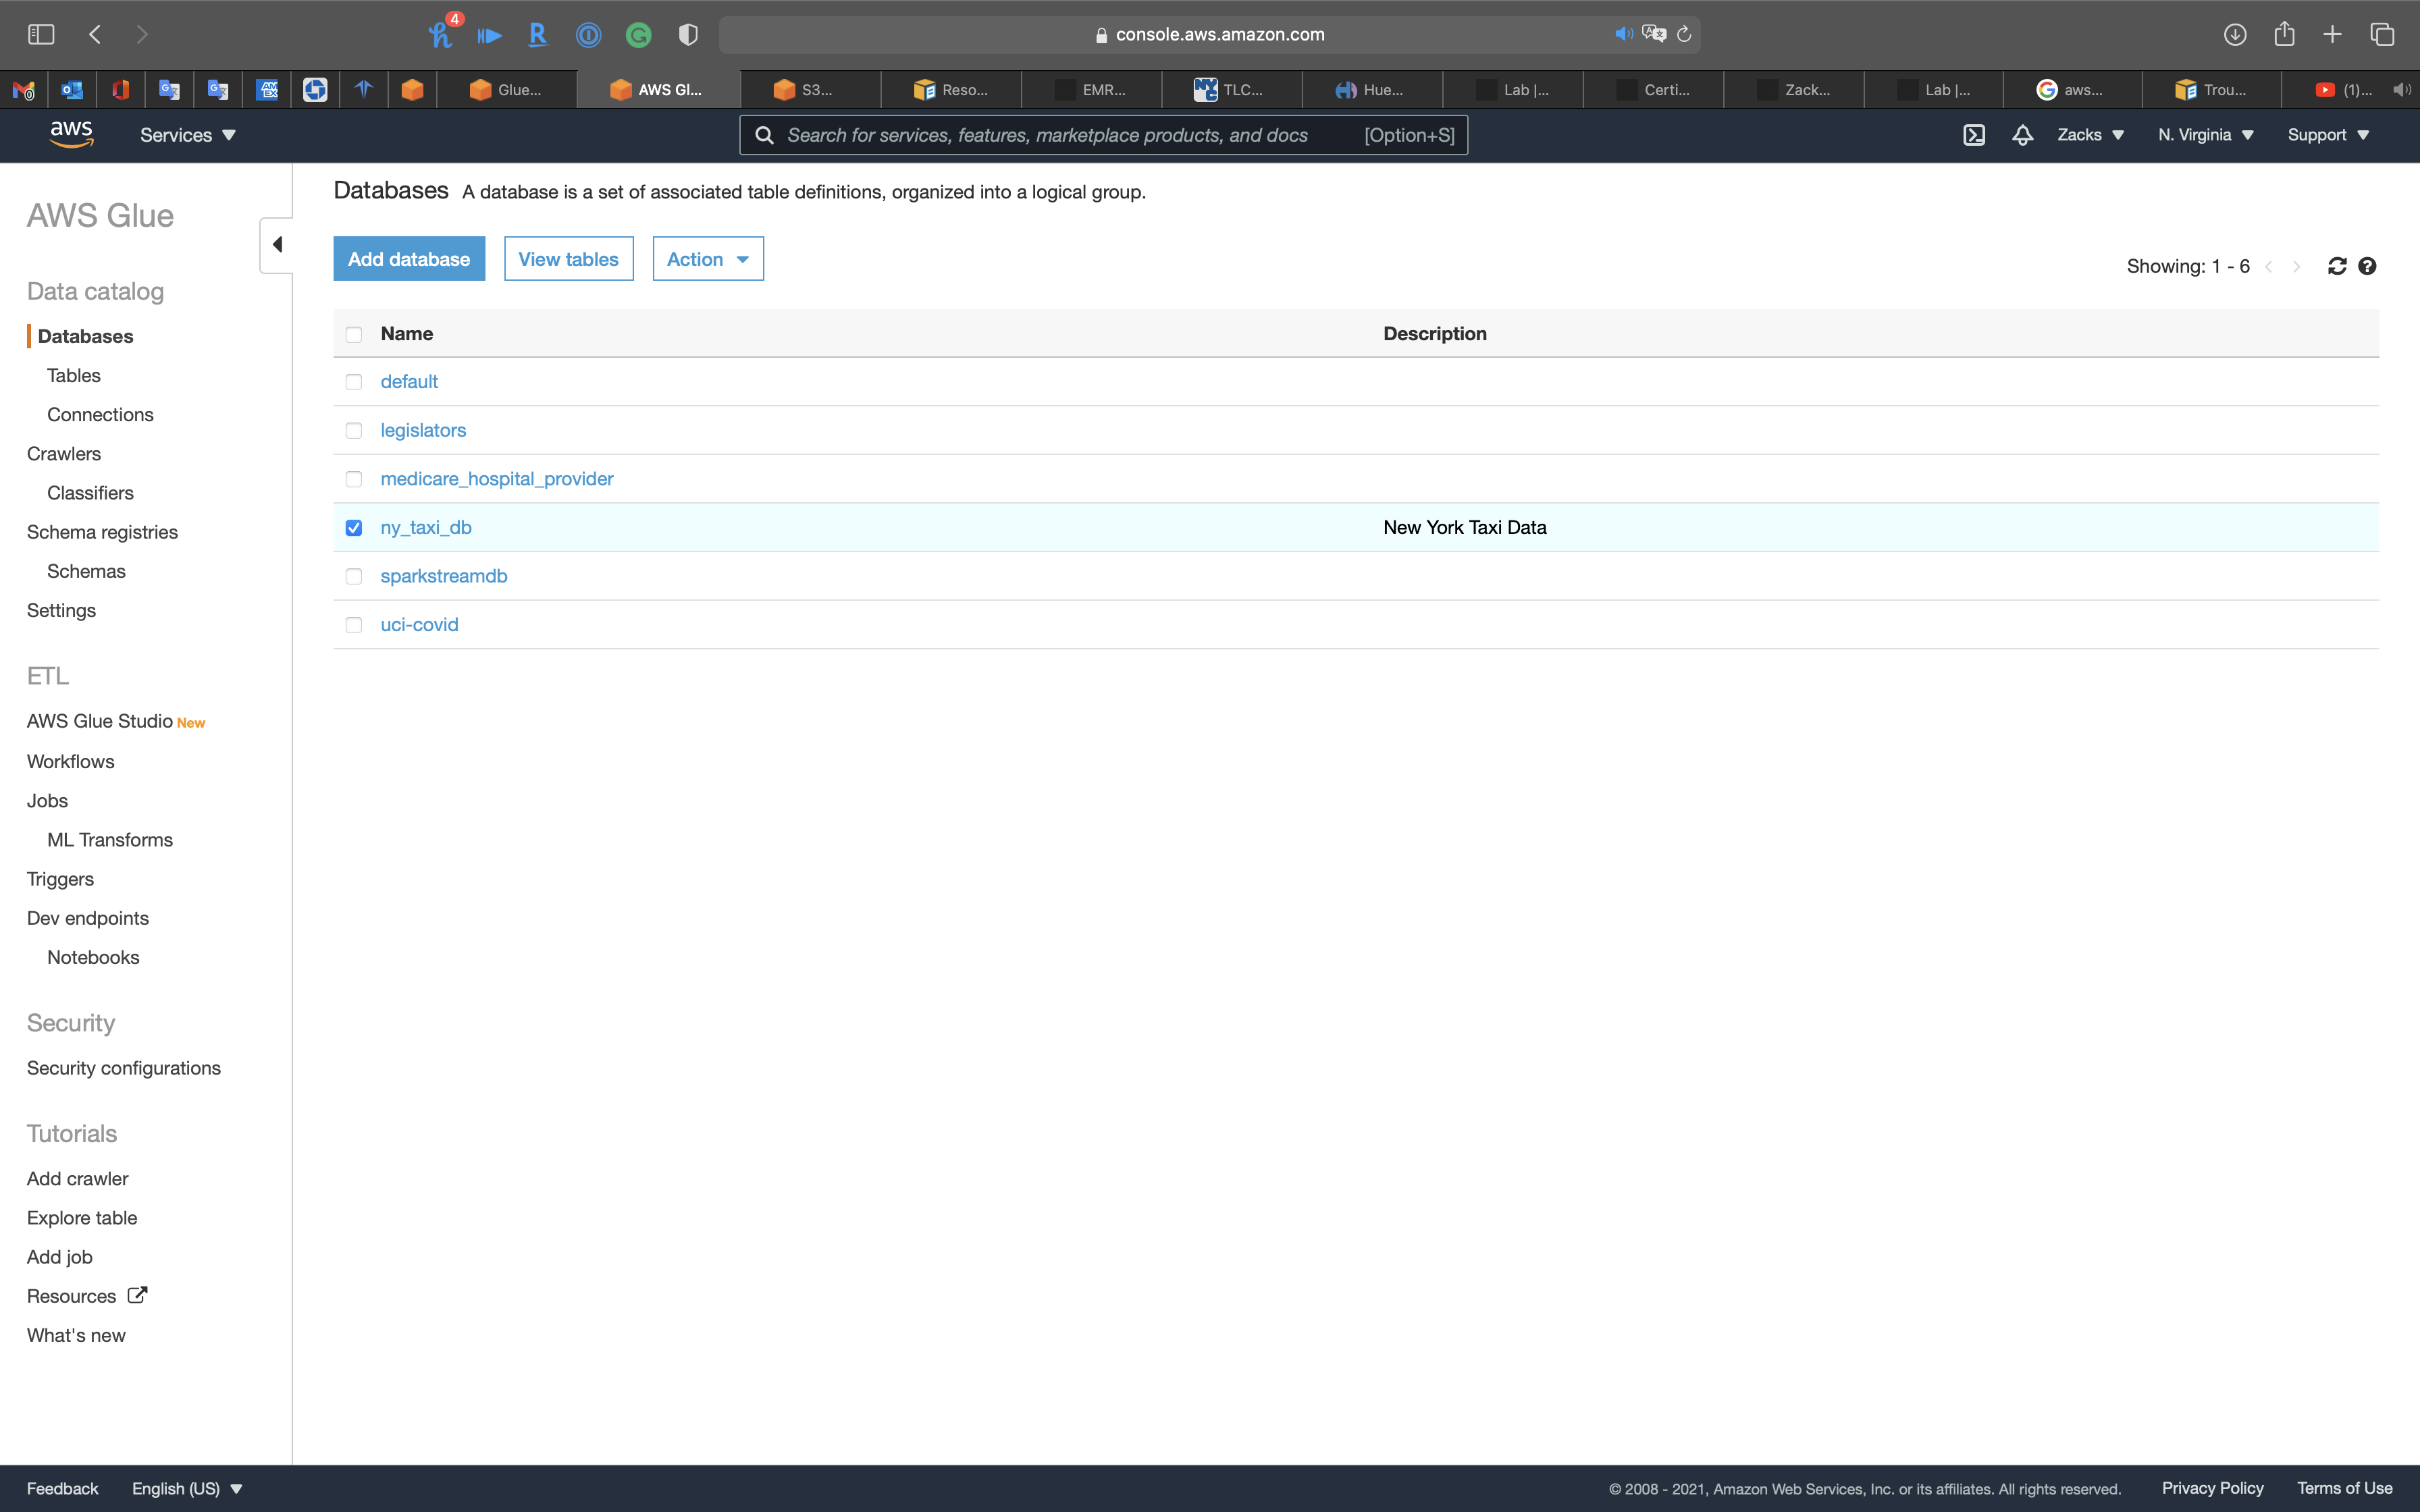 4
console.aws.amazon.com
Glue...
AWS Gl...
S3...
Reso...
EMR...
TLC...
Hue...
Lab |...
Certi...
Zack...
Lab |...
aws...
Trou...
(1)...
aws
Services
Search for services, features, marketplace products, and docs [Option+S]
Zacks
N. Virginia
Support
AWS Glue
Data catalog
Databases
Tables
Connections
Crawlers
Classifiers
Schema registries
Schemas
Settings
ETL
AWS Glue Studio New
Workflows
Jobs
ML Transforms
Triggers
Dev endpoints
Notebooks
Security
Security configurations
Tutorials
Add crawler
Explore table
Add job
Resources
What's new
Databases A database is a set of associated table definitions, organized into a logical group.
Add database
View tables
Action
Showing: 1 - 6
Name Description
default
legislators
medicare_hospital_provider
ny_taxi_db New York Taxi Data
sparkstreamdb
uci-covid
Feedback
English (US)
© 2008 - 2021, Amazon Web Services, Inc. or its affiliates. All rights reserved.
Privacy Policy
Terms of Use